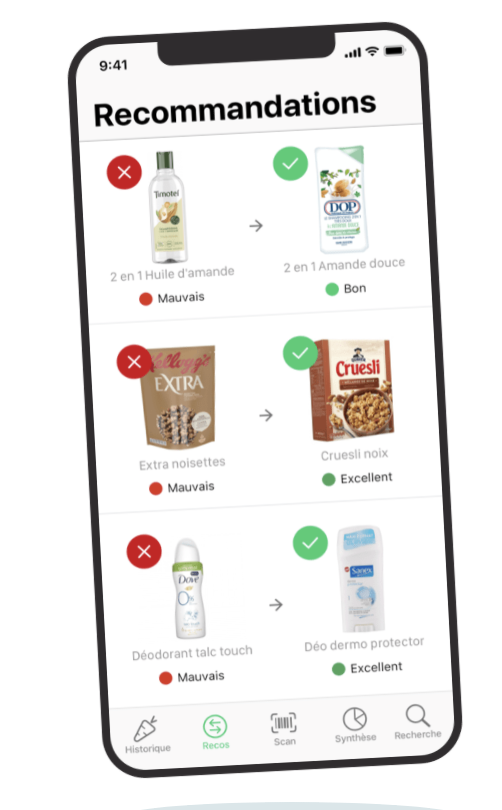 9:41
Recommandations
Timotei
DOP
2 en 1 Huile d'amande
2 en 1 Amande douce
Mauvais
Bon
Kellogg's
EXTRA
QUAKER
Cruesli
Extra noisettes
Cruesli noix
Mauvais
Excellent
Dove
0%
Sanex
Déodorant talc touch
Déo dermo protector
Mauvais
Excellent
Historique
Recos
Scan
Synthèse
Recherche